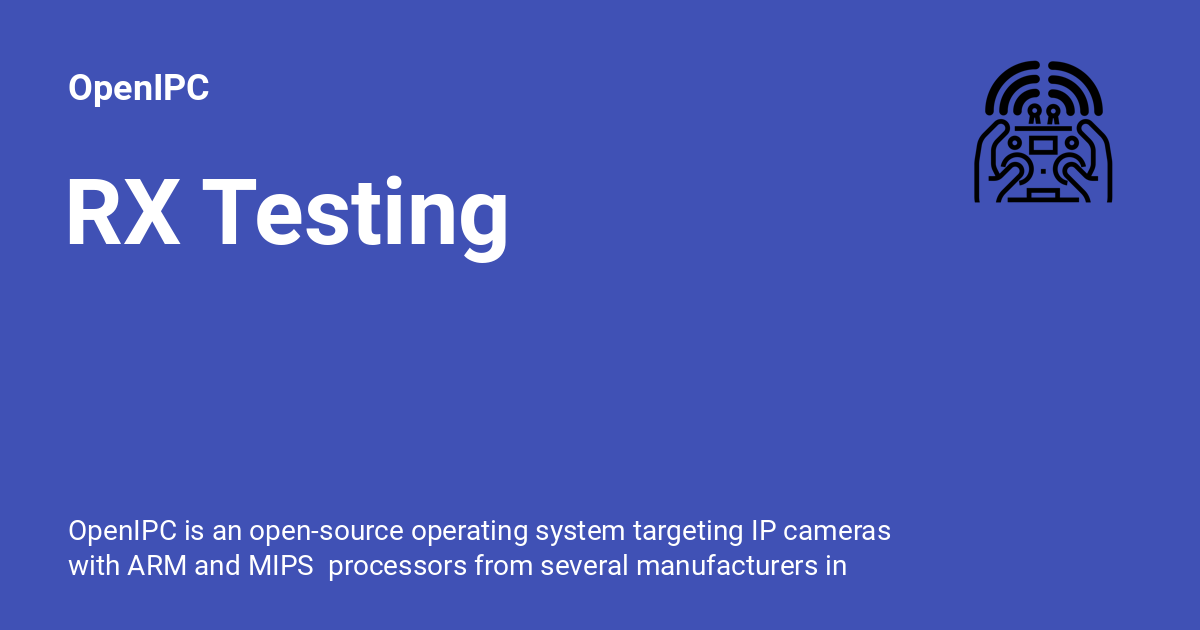 OpenIPC
RX Testing
OpenIPC is an open-source operating system targeting IP cameras
with ARM and MIPS  processors from several manufacturers in